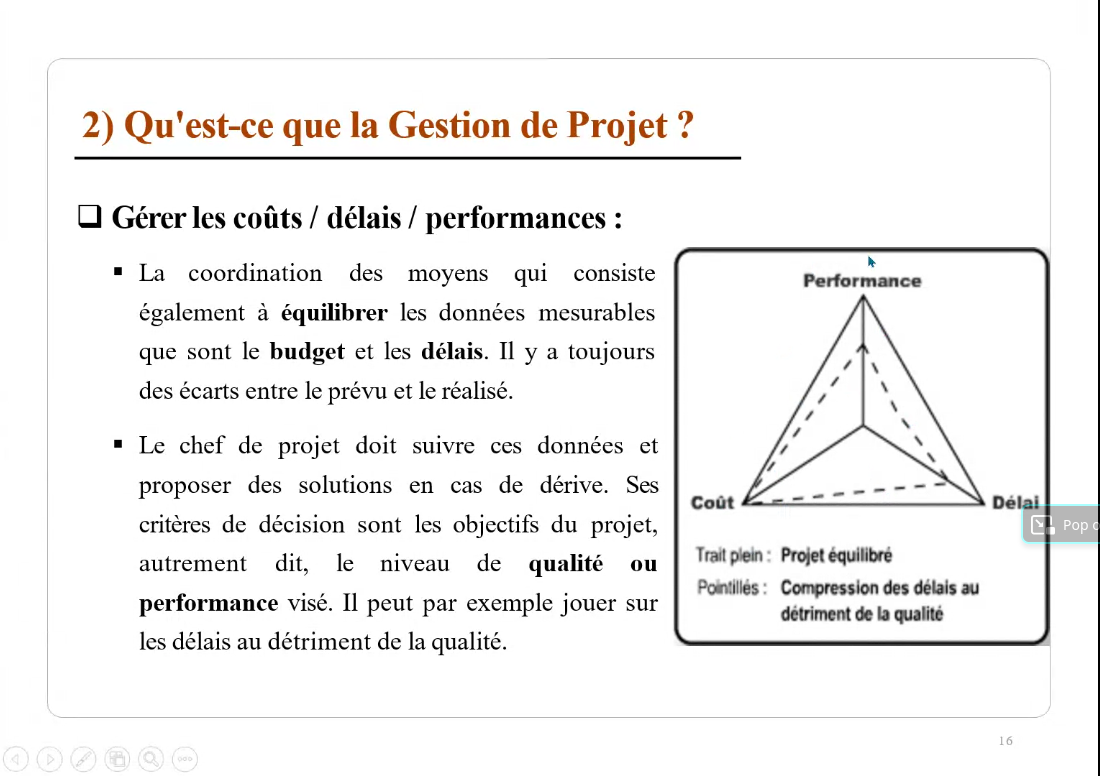 2) Qu'est-ce que la Gestion de Projet ?
Gérer les coûts / délais / performances :
La coordination des moyens qui consiste
également à équilibrer les données mesurables
que sont le budget et les délais. Il y a toujours
des écarts entre le prévu et le réalisé.
Le chef de projet doit suivre ces données et
proposer des solutions en cas de dérive. Ses
critères de décision sont les objectifs du projet,
autrement dit, le niveau de qualité ou
performance visé. Il peut par exemple jouer sur
les délais au détriment de la qualité.
Performance
Coût
Délai
Trait plein : Projet équilibré
Pointillés : Compression des délais au
détriment de la qualité
Pop o
16